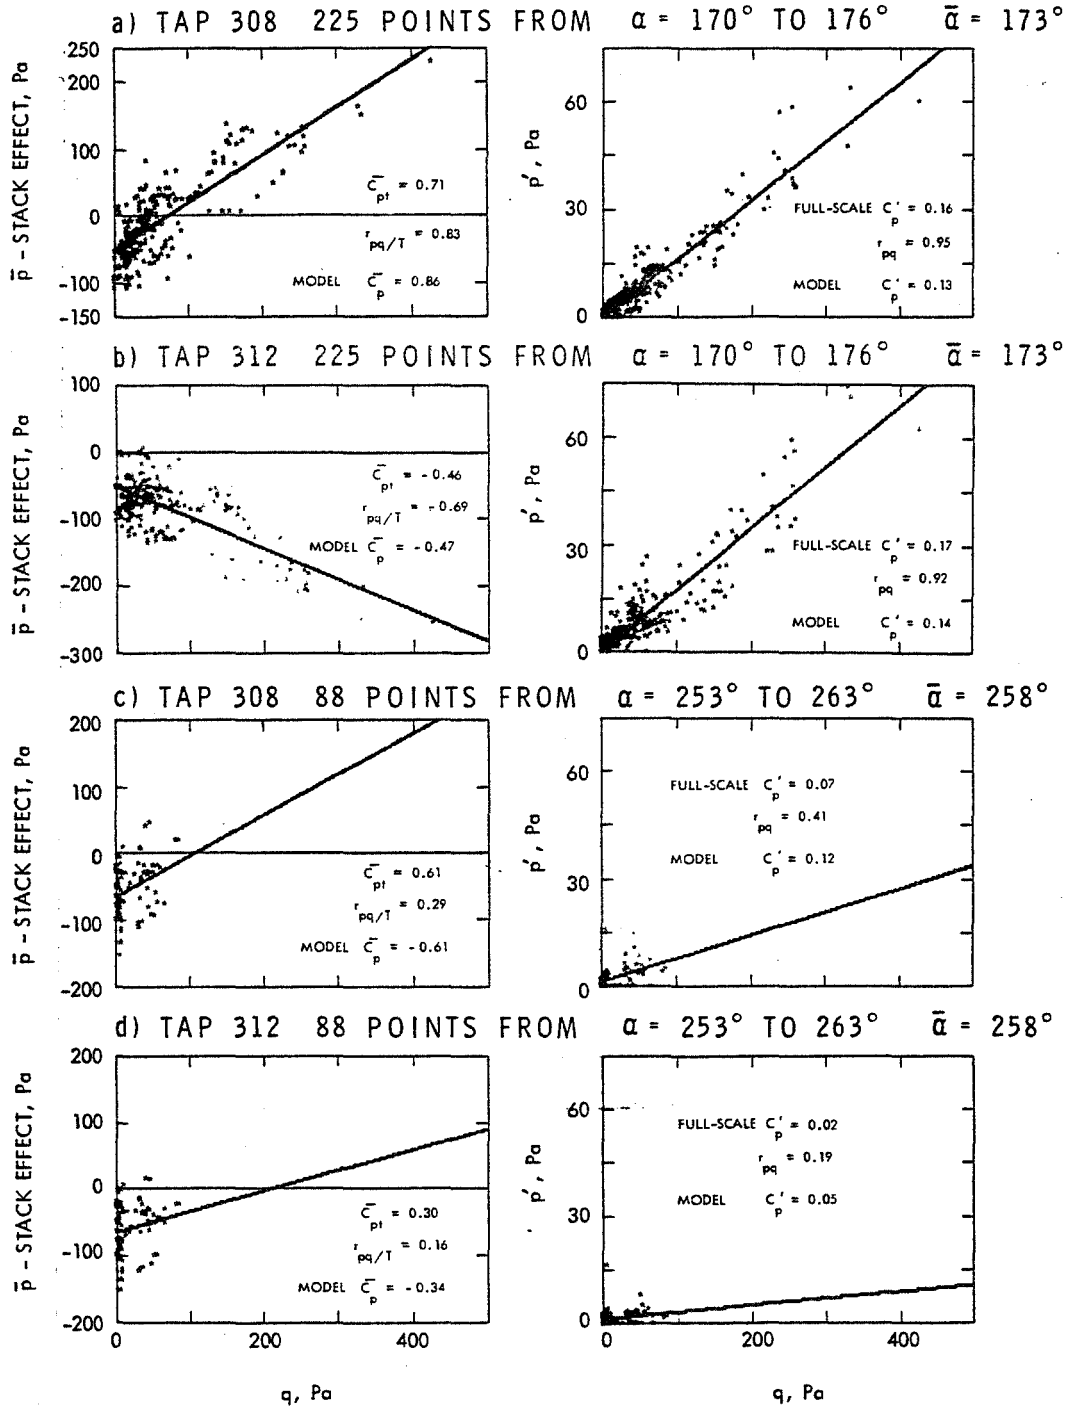 a) TAP 308 225 POINTS FROM α = 170° TO 176° ᾱ = 173°
p̄ - STACK EFFECT, Pa
250
200
100
0
-100
-150
C̄pt = 0.71
r pq/T = 0.83
MODEL C̄p = 0.86
p', Pa
60
30
0
FULL-SCALE C'p = 0.16
r pq = 0.95
MODEL C'p = 0.13
b) TAP 312 225 POINTS FROM α = 170° TO 176° ᾱ = 173°
p̄ - STACK EFFECT, Pa
100
0
-100
-200
-300
C̄pt = -0.46
r pq/T = -0.69
MODEL C̄p = -0.47
p', Pa
60
30
0
FULL-SCALE C'p = 0.17
r pq = 0.92
MODEL C'p = 0.14
c) TAP 308 88 POINTS FROM α = 253° TO 263° ᾱ = 258°
p̄ - STACK EFFECT, Pa
200
100
0
-100
-200
C̄pt = 0.61
r pq/T = 0.29
MODEL C̄p = -0.61
p', Pa
60
30
0
FULL-SCALE C'p = 0.07
r pq = 0.41
MODEL C'p = 0.12
d) TAP 312 88 POINTS FROM α = 253° TO 263° ᾱ = 258°
p̄ - STACK EFFECT, Pa
200
100
0
-100
-200
C̄pt = 0.30
r pq/T = 0.16
MODEL C̄p = -0.34
0 200 400
q, Pa
p', Pa
60
30
0
FULL-SCALE C'p = 0.02
r pq = 0.19
MODEL C'p = 0.05
0 200 400
q, Pa